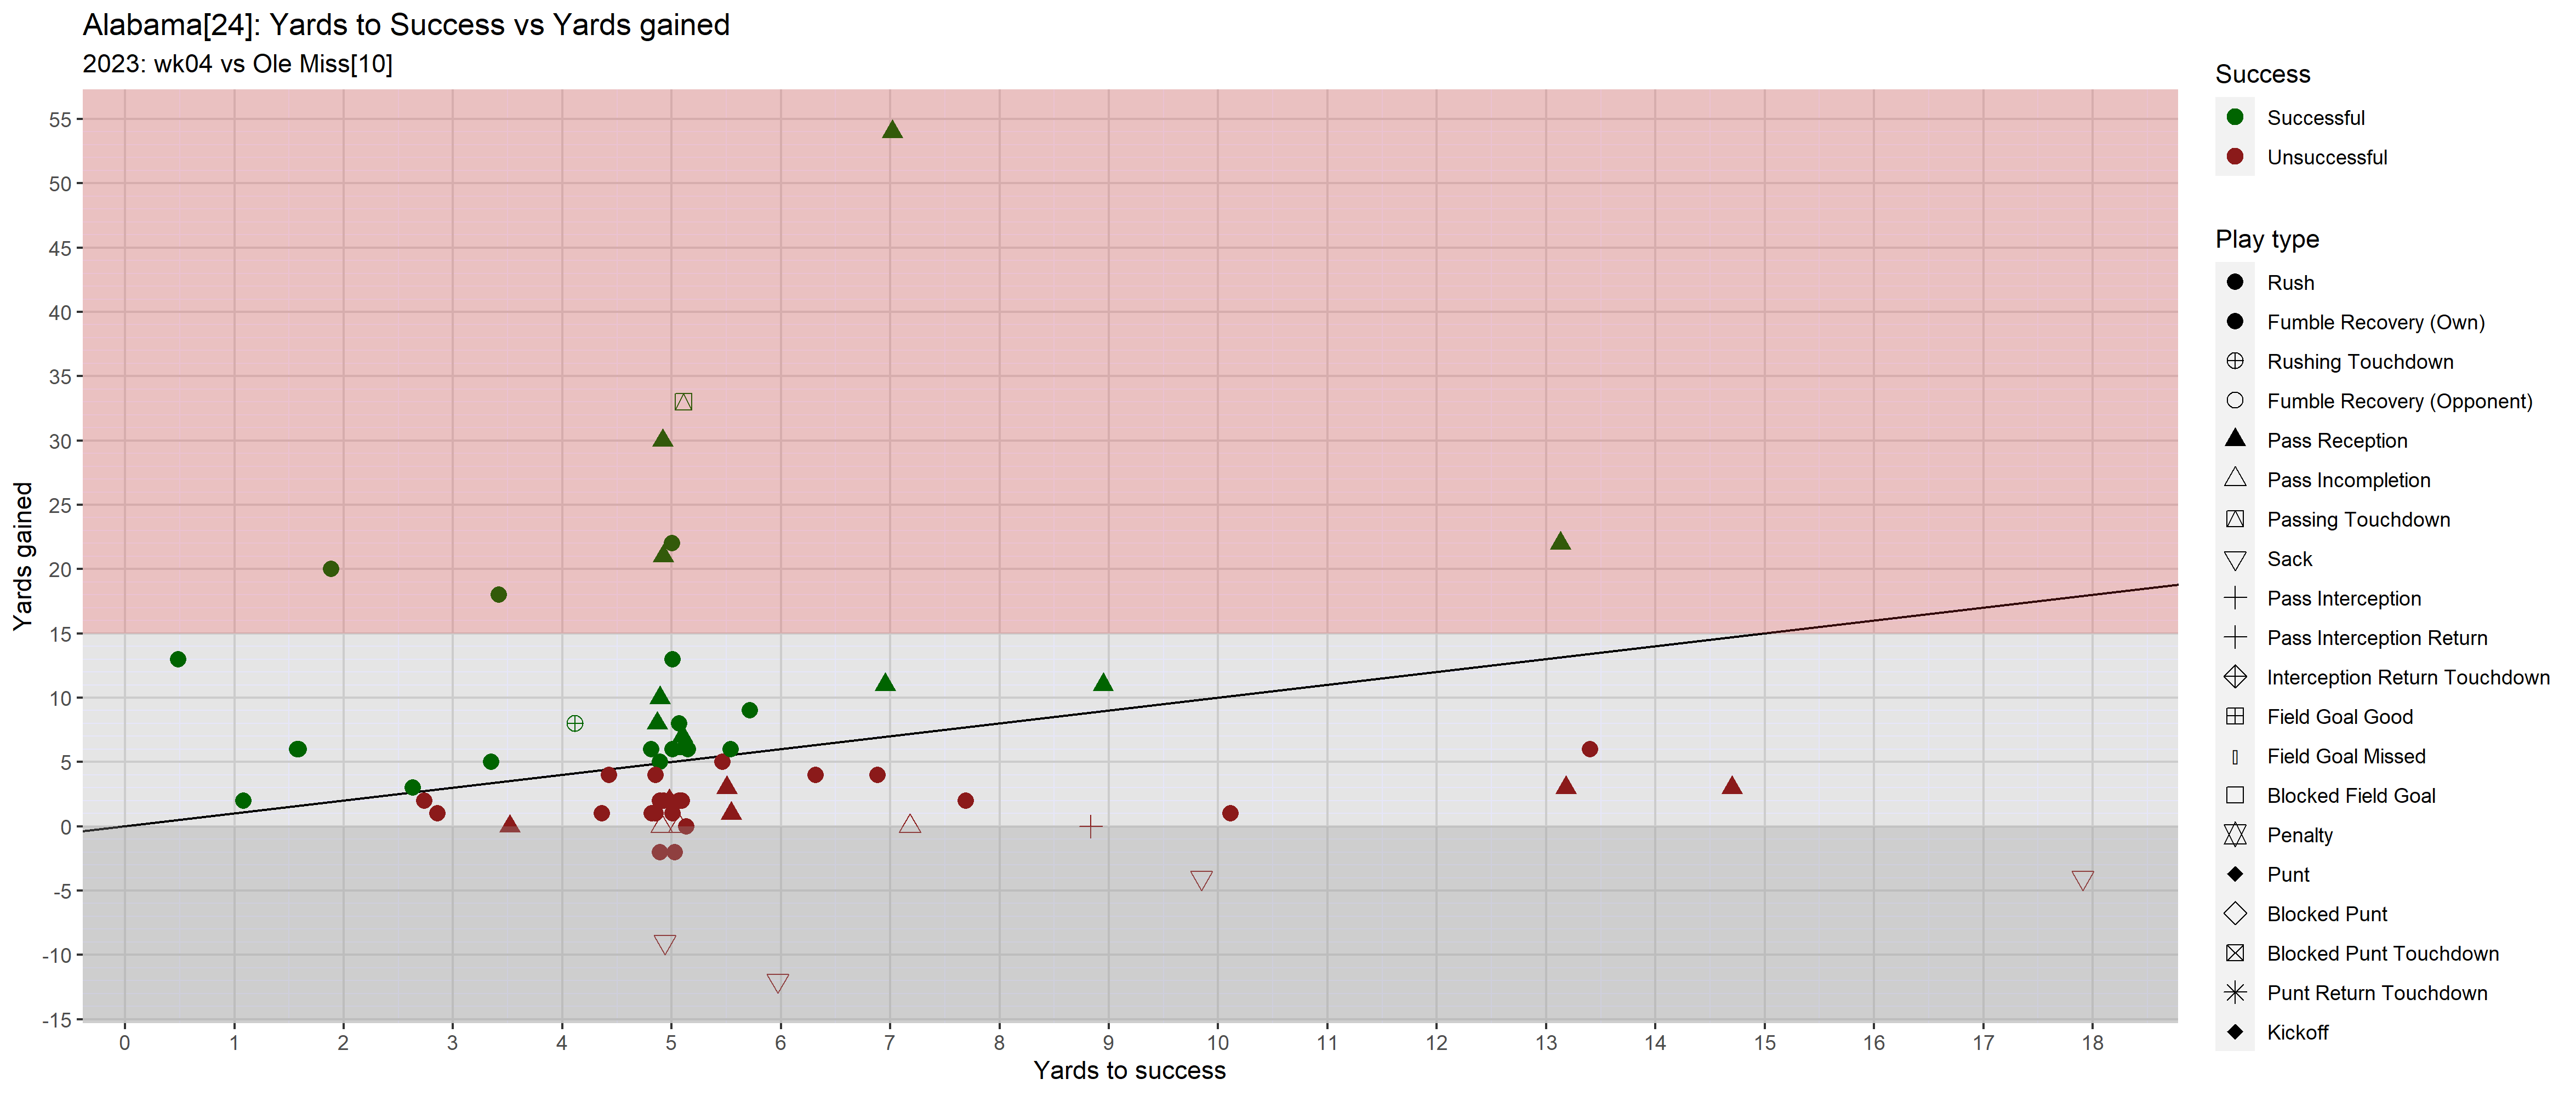 Alabama[24]: Yards to Success vs Yards gained
2023: wk04 vs Ole Miss[10]
Yards gained
55
50
45
40
35
30
25
20
15
10
5
0
-5
-10
-15
0 1 2 3 4 5 6 7 8 9 10 11 12 13 14 15 16 17 18
Yards to success
Success
Successful
Unsuccessful
Play type
Rush
Fumble Recovery (Own)
Rushing Touchdown
Fumble Recovery (Opponent)
Pass Reception
Pass Incompletion
Passing Touchdown
Sack
Pass Interception
Pass Interception Return
Interception Return Touchdown
Field Goal Good
Field Goal Missed
Blocked Field Goal
Penalty
Punt
Blocked Punt
Blocked Punt Touchdown
Punt Return Touchdown
Kickoff